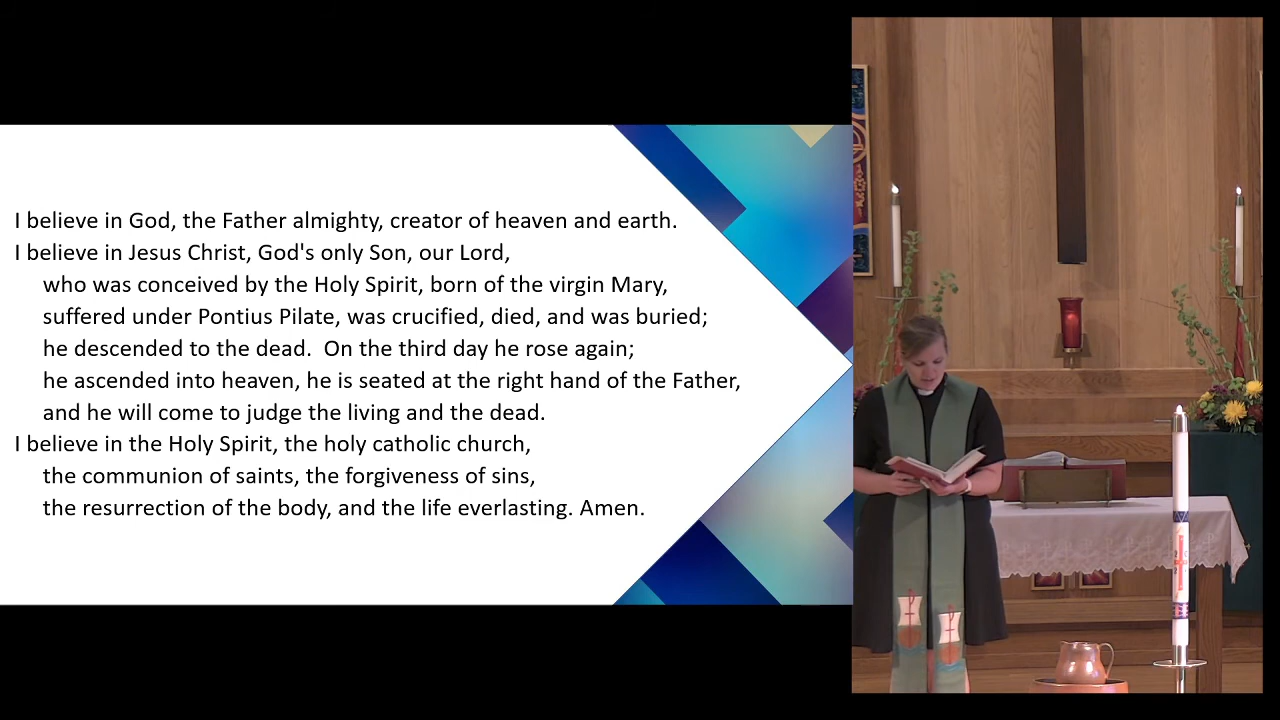 I believe in God, the Father almighty, creator of heaven and earth.
I believe in Jesus Christ, God's only Son, our Lord,
who was conceived by the Holy Spirit, born of the virgin Mary,
suffered under Pontius Pilate, was crucified, died, and was buried;
he descended to the dead.  On the third day he rose again;
he ascended into heaven, he is seated at the right hand of the Father,
and he will come to judge the living and the dead.
I believe in the Holy Spirit, the holy catholic church,
the communion of saints, the forgiveness of sins,
the resurrection of the body, and the life everlasting. Amen.